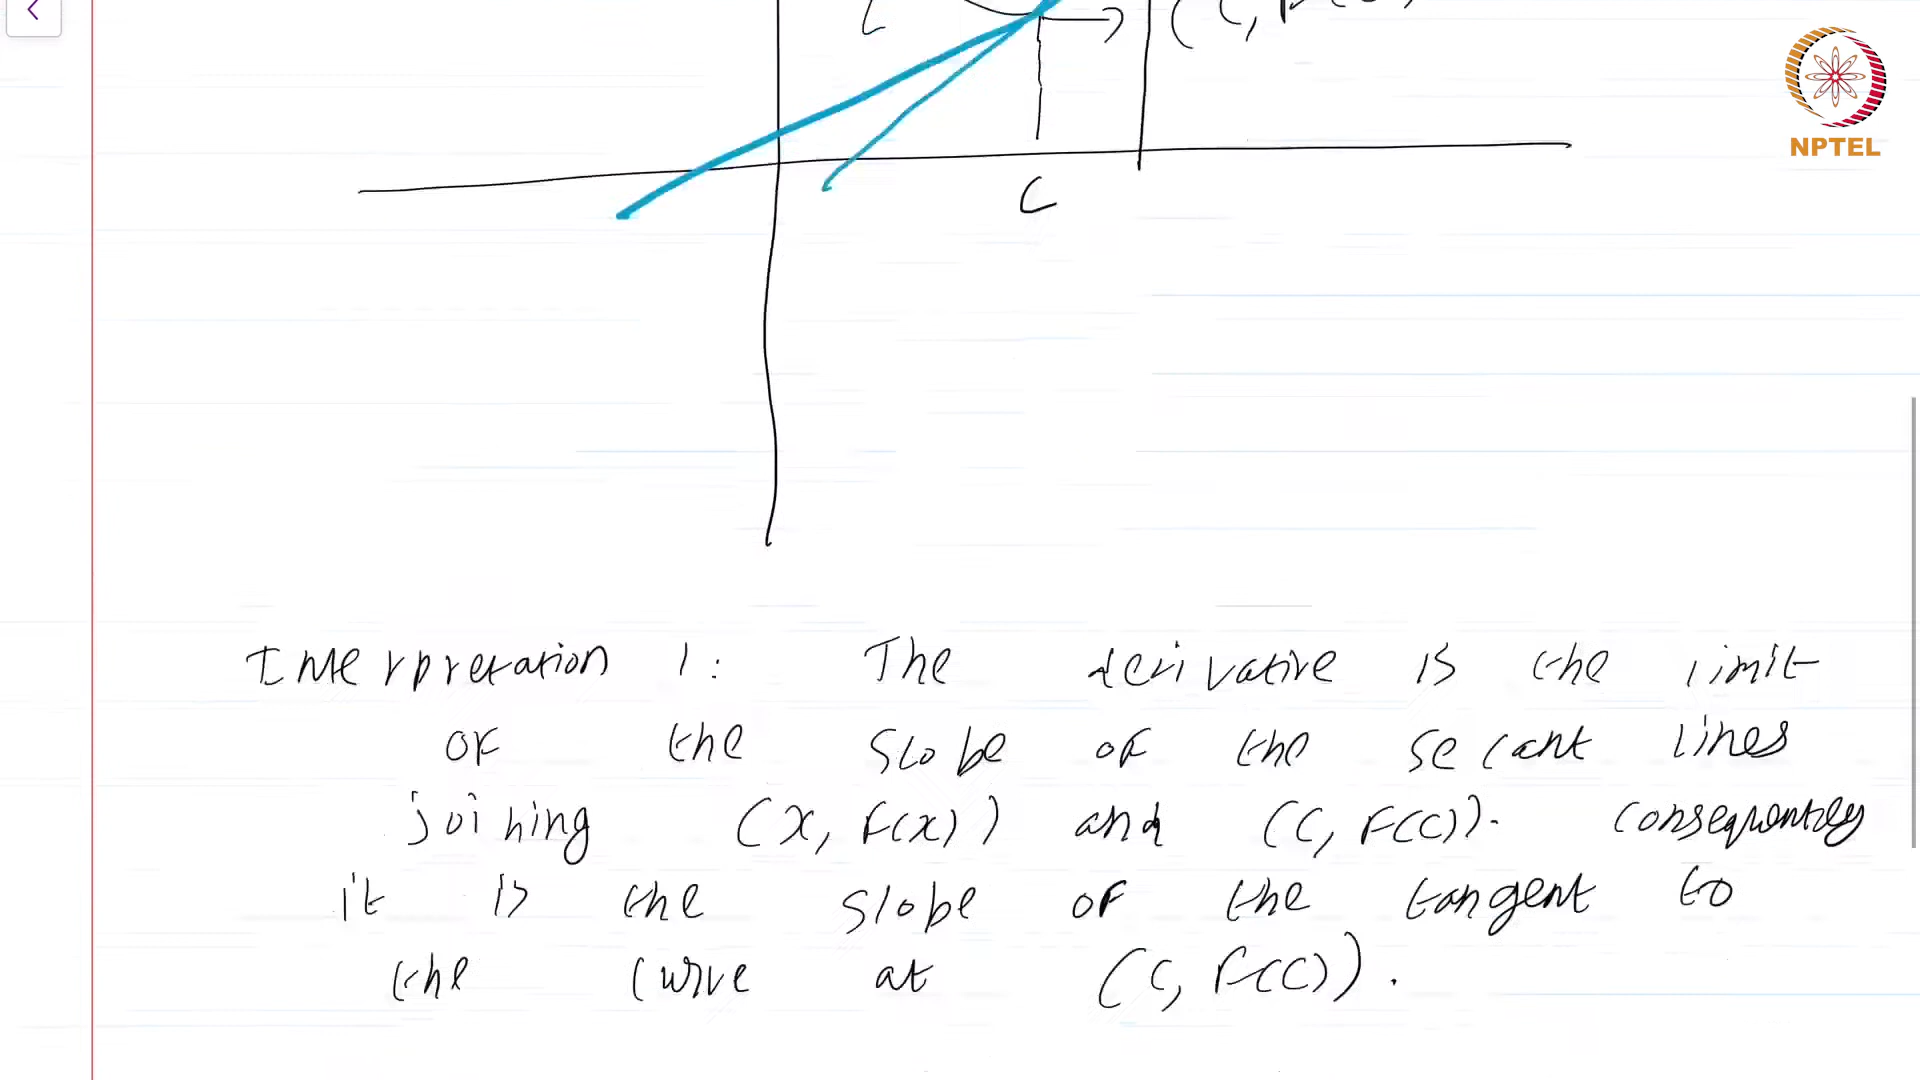 (C, F(C)
NPTEL
C
Interpretation 1: The derivative is the limit
of the slope of the secant lines
joining (x, F(x)) and (C, F(C)). Consequently
it is the slope of the tangent to
the curve at (C, F(C)).